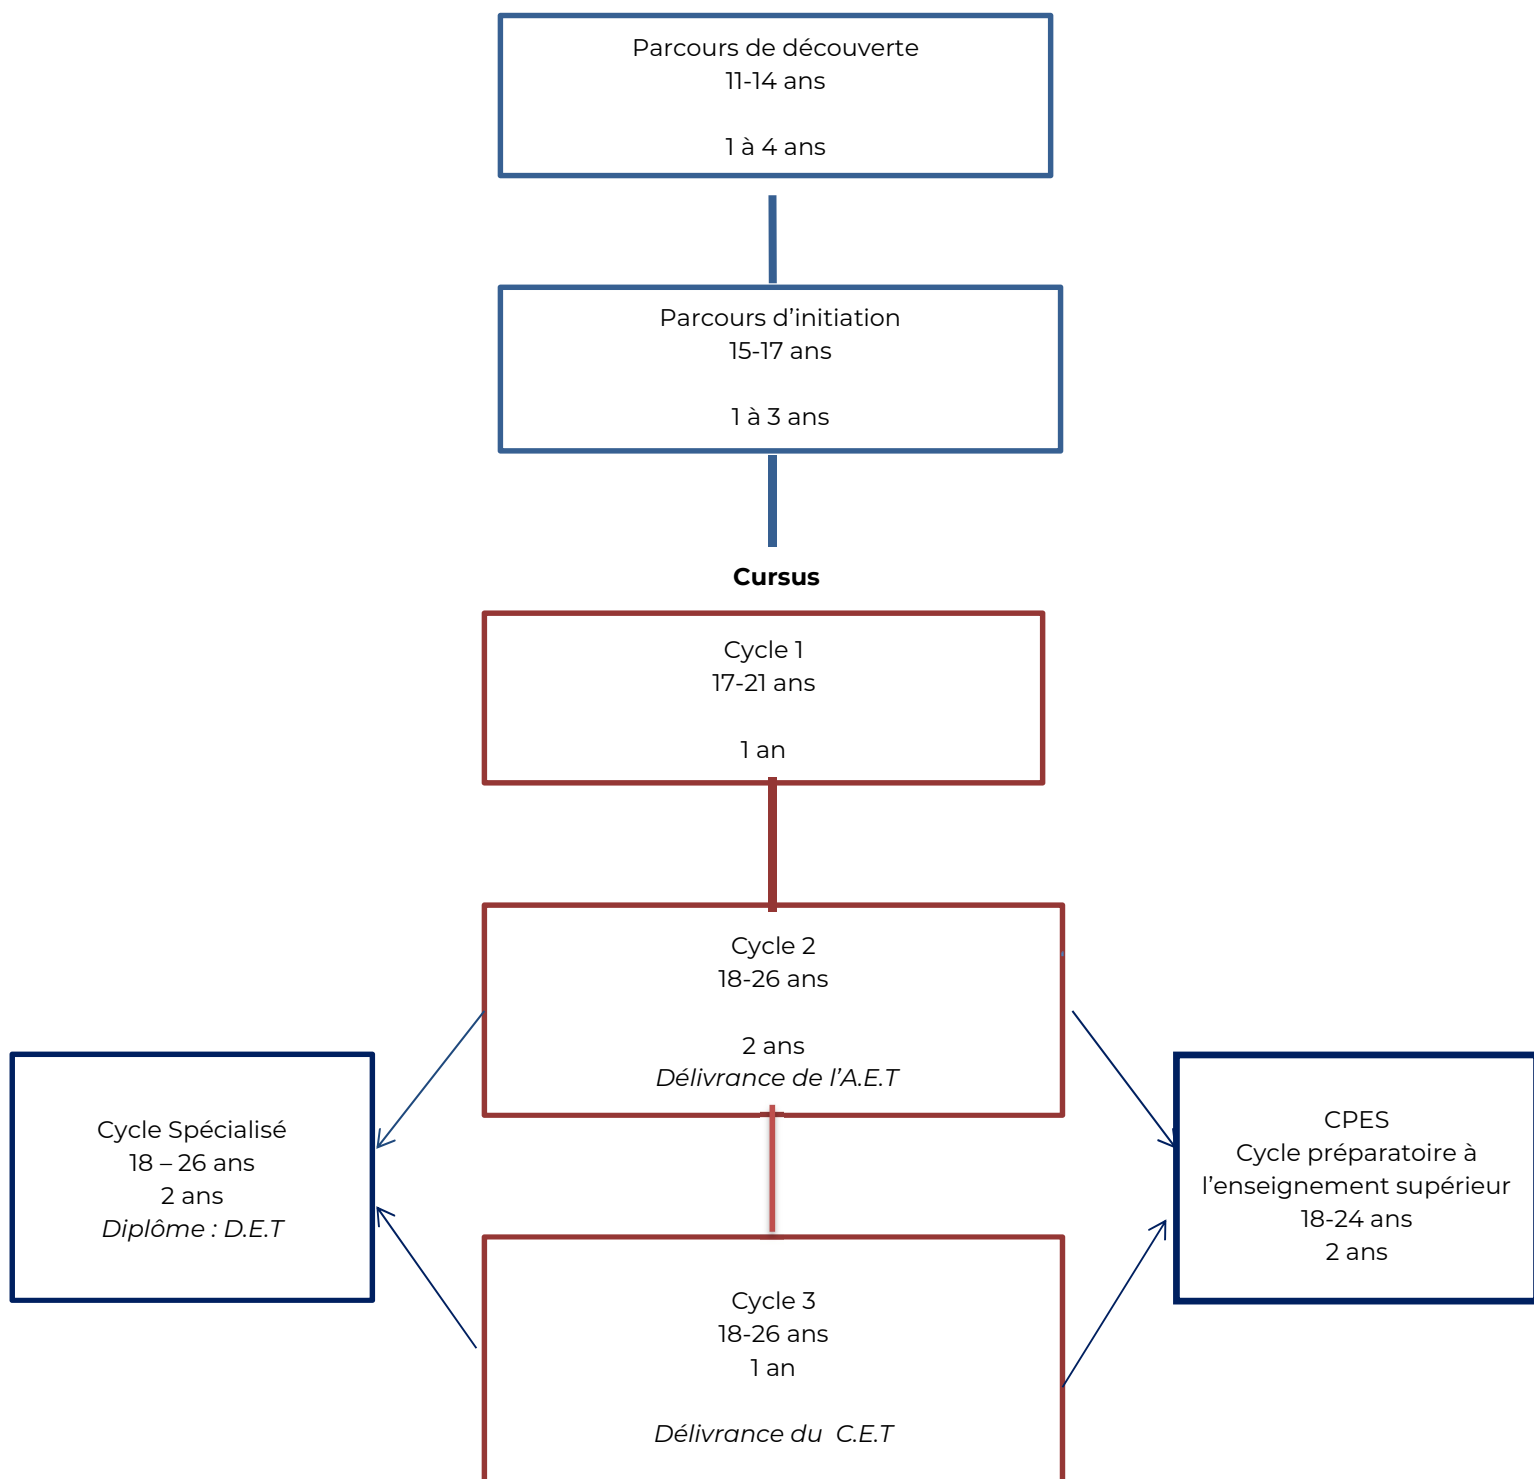 Parcours de découverte
11-14 ans
1 à 4 ans
Parcours d’initiation
15-17 ans
1 à 3 ans
Cursus
Cycle 1
17-21 ans
1 an
Cycle 2
18-26 ans
2 ans
Délivrance de l’A.E.T
Cycle Spécialisé
18 – 26 ans
2 ans
Diplôme : D.E.T
CPES
Cycle préparatoire à
l’enseignement supérieur
18-24 ans
2 ans
Cycle 3
18-26 ans
1 an
Délivrance du C.E.T